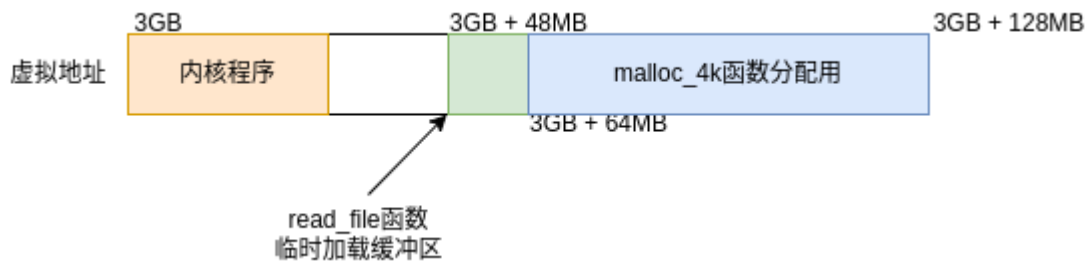 3GB
3GB + 48MB
3GB + 128MB
虚拟地址
内核程序
malloc_4k函数分配用
3GB + 64MB
read_file函数
临时加载缓冲区